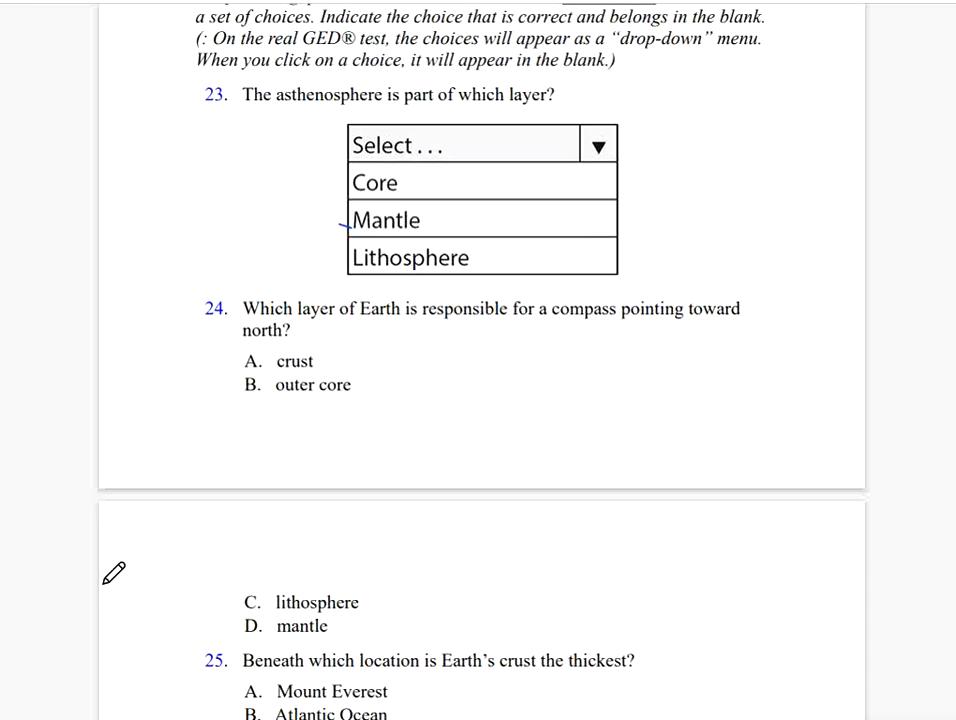 a set of choices. Indicate the choice that is correct and belongs in the blank.
(: On the real GED® test, the choices will appear as a “drop-down” menu.
When you click on a choice, it will appear in the blank.)
23. The asthenosphere is part of which layer?
Select . . . ▼
Core
Mantle
Lithosphere
24. Which layer of Earth is responsible for a compass pointing toward
north?
A. crust
B. outer core
C. lithosphere
D. mantle
25. Beneath which location is Earth’s crust the thickest?
A. Mount Everest
B. Atlantic Ocean